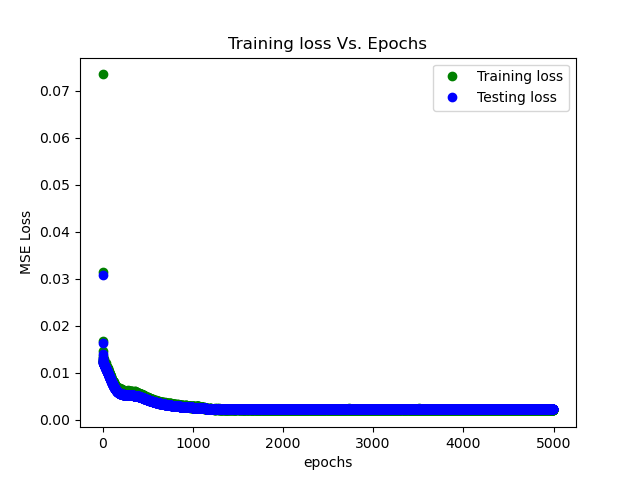 Training loss Vs. Epochs
Training loss
Testing loss
0.07
0.06
0.05
0.04
0.03
0.02
0.01
0.00
MSE Loss
0 1000 2000 3000 4000 5000
epochs